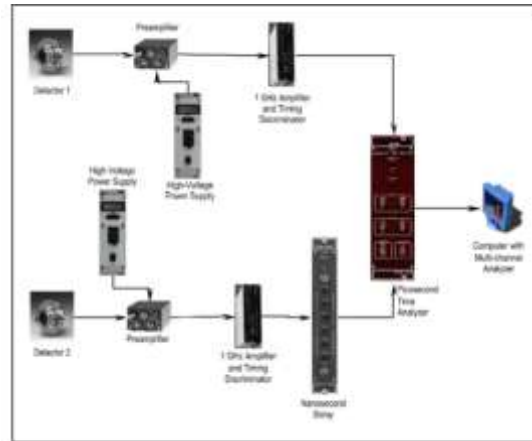 Preamplifier
Detector 1
1 GHz Amplifier
and Timing
Discriminator
High Voltage
Power Supply
High-Voltage
Power Supply
Computer with
Multi-channel
Analyzer
Picosecond
Time
Analyzer
Detector 2
Preamplifier
1 GHz Amplifier
and Timing
Discriminator
Nanosecond
Delay